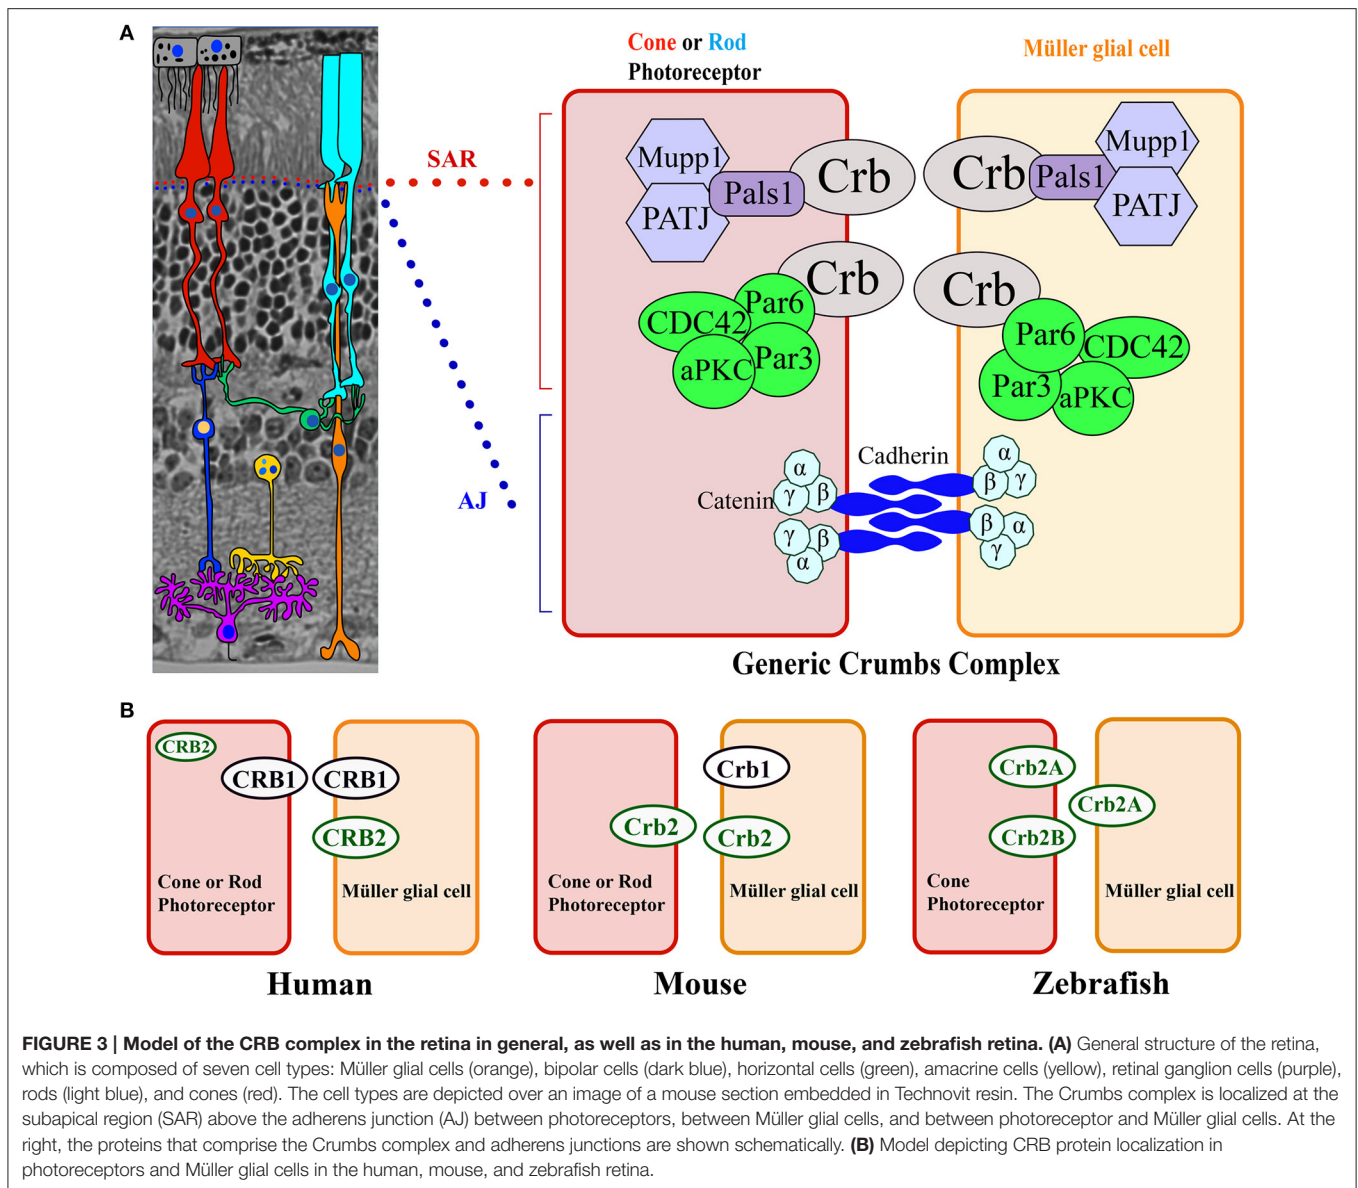 A
Cone or Rod
Photoreceptor
Müller glial cell
SAR
AJ
Mupp1
PATJ
Pals1
Crb
Crb
Pals1
Mupp1
PATJ
Crb
Par6
CDC42
aPKC
Par3
Crb
Par6
CDC42
Par3
aPKC
Cadherin
Catenin
α
γ
β
γ
β
α
α
β
γ
β
α
γ
Generic Crumbs Complex
B
CRB2
CRB1
CRB1
CRB2
Cone or Rod
Photoreceptor
Müller glial cell
Human
Crb1
Crb2
Crb2
Cone or Rod
Photoreceptor
Müller glial cell
Mouse
Crb2A
Crb2A
Crb2B
Cone
Photoreceptor
Müller glial cell
Zebrafish
FIGURE 3 | Model of the CRB complex in the retina in general, as well as in the human, mouse, and zebrafish retina. (A) General structure of the retina,
which is composed of seven cell types: Müller glial cells (orange), bipolar cells (dark blue), horizontal cells (green), amacrine cells (yellow), retinal ganglion cells (purple),
rods (light blue), and cones (red). The cell types are depicted over an image of a mouse section embedded in Technovit resin. The Crumbs complex is localized at the
subapical region (SAR) above the adherens junction (AJ) between photoreceptors, between Müller glial cells, and between photoreceptor and Müller glial cells. At the
right, the proteins that comprise the Crumbs complex and adherens junctions are shown schematically. (B) Model depicting CRB protein localization in
photoreceptors and Müller glial cells in the human, mouse, and zebrafish retina.